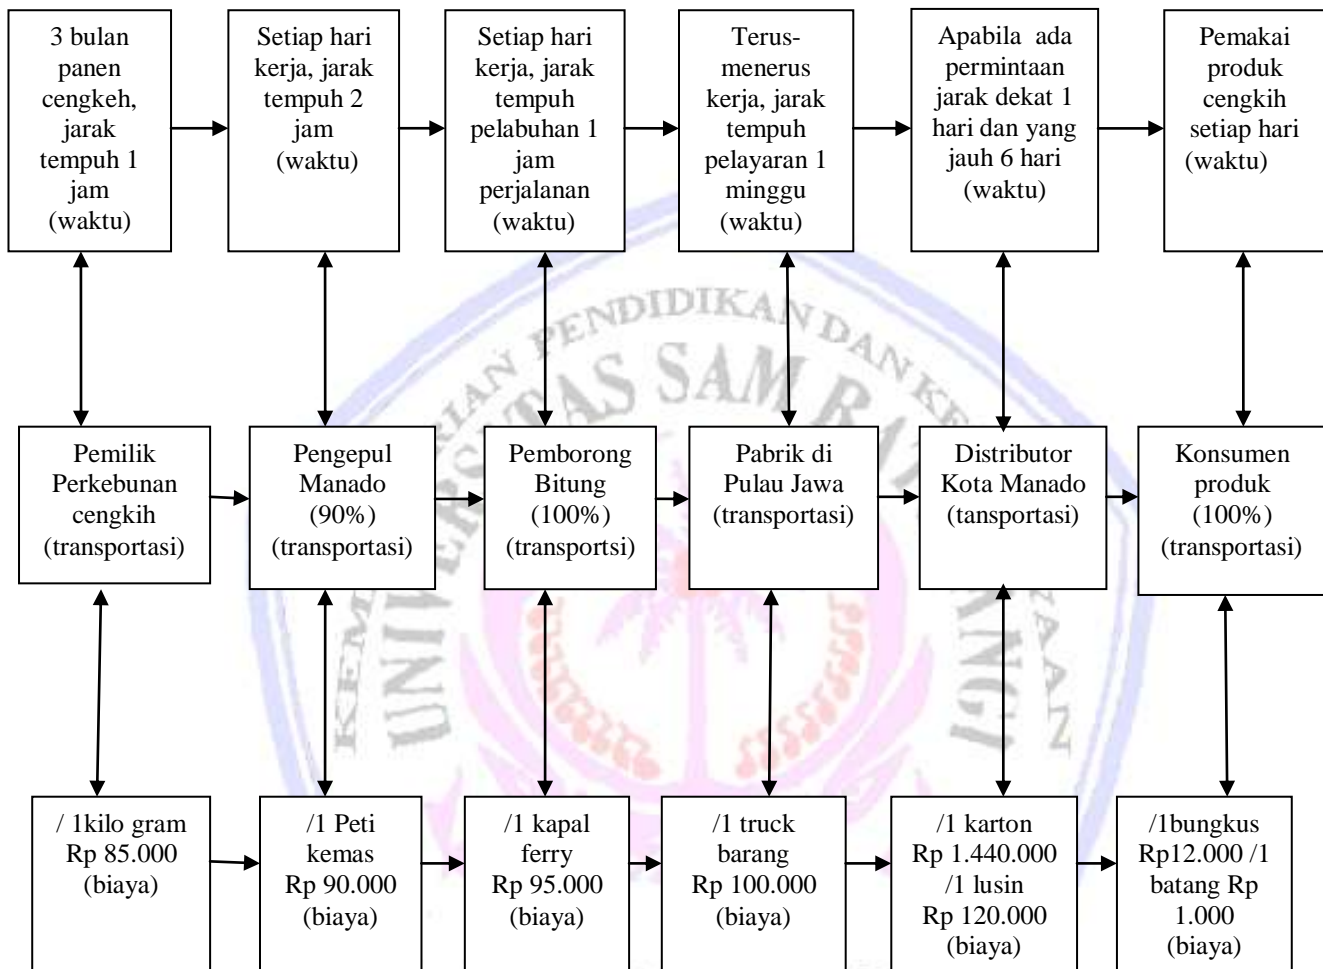 3 bulan
panen
cengkeh,
jarak
tempuh 1
jam
(waktu)
Setiap hari
kerja, jarak
tempuh 2
jam
(waktu)
Setiap hari
kerja, jarak
tempuh
pelabuhan 1
jam
perjalanan
(waktu)
Terus-
menerus
kerja, jarak
tempuh
pelayaran 1
minggu
(waktu)
Apabila ada
permintaan
jarak dekat 1
hari dan yang
jauh 6 hari
(waktu)
Pemakai
produk
cengkih
setiap hari
(waktu)
Pemilik
Perkebunan
cengkih
(transportasi)
Pengepul
Manado
(90%)
(transportasi)
Pemborong
Bitung
(100%)
(transportsi)
Pabrik di
Pulau Jawa
(transportasi)
Distributor
Kota Manado
(tansportasi)
Konsumen
produk
(100%)
(transportasi)
/ 1kilo gram
Rp 85.000
(biaya)
/1 Peti
kemas
Rp 90.000
(biaya)
/1 kapal
ferry
Rp 95.000
(biaya)
/1 truck
barang
Rp 100.000
(biaya)
/1 karton
Rp 1.440.000
/1 lusin
Rp 120.000
(biaya)
/1bungkus
Rp12.000 /1
batang Rp
1.000
(biaya)
PENDIDIKAN DAN
SAM